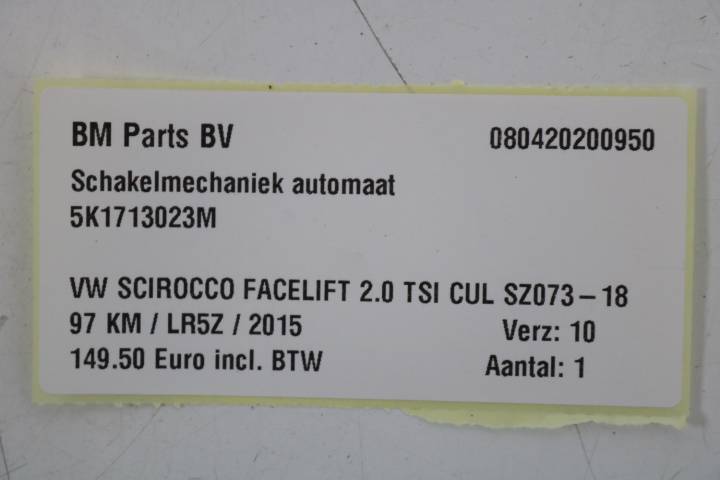 BM Parts BV 080420200950
Schakelmechaniek automaat
5K1713023M
VW SCIROCCO FACELIFT 2.0 TSI CUL SZ073-18
97 KM / LR5Z / 2015 Verz: 10
149.50 Euro incl. BTW Aantal: 1